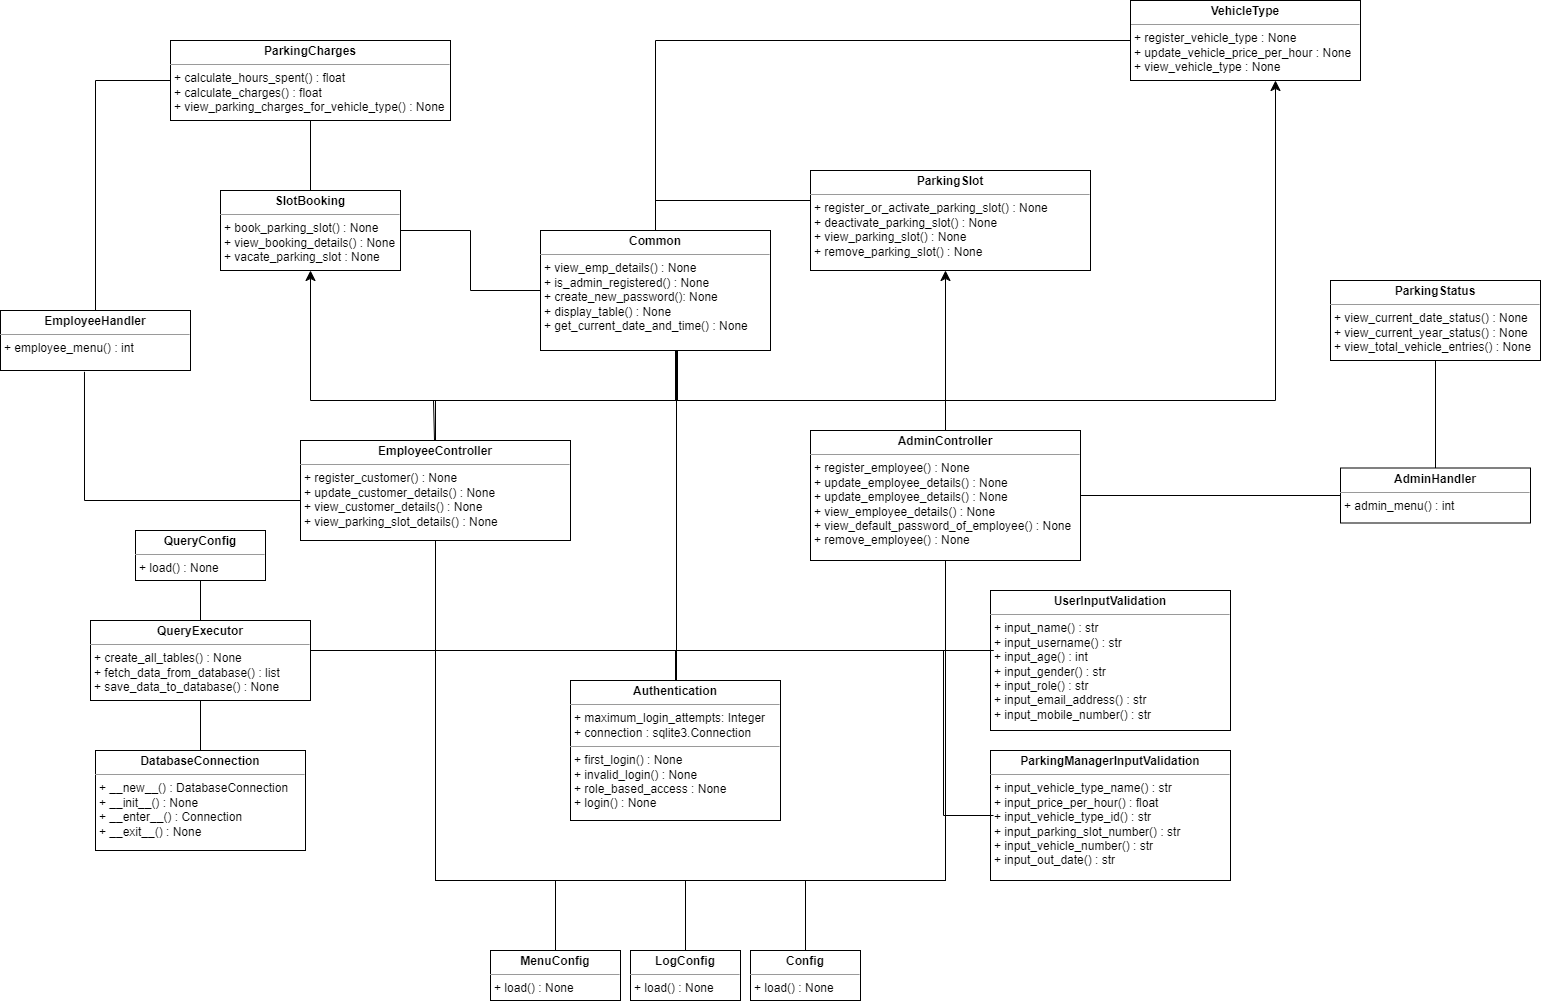 VehicleType
+ register_vehicle_type : None
+ update_vehicle_price_per_hour : None
+ view_vehicle_type : None
ParkingCharges
+ calculate_hours_spent() : float
+ calculate_charges() : float
+ view_parking_charges_for_vehicle_type() : None
ParkingSlot
+ register_or_activate_parking_slot() : None
+ deactivate_parking_slot() : None
+ view_parking_slot() : None
+ remove_parking_slot() : None
SlotBooking
+ book_parking_slot() : None
+ view_booking_details() : None
+ vacate_parking_slot : None
Common
+ view_emp_details() : None
+ is_admin_registered() : None
+ create_new_password(): None
+ display_table() : None
+ get_current_date_and_time() : None
ParkingStatus
+ view_current_date_status() : None
+ view_current_year_status() : None
+ view_total_vehicle_entries() : None
EmployeeHandler
+ employee_menu() : int
EmployeeController
+ register_customer() : None
+ update_customer_details() : None
+ view_customer_details() : None
+ view_parking_slot_details() : None
AdminController
+ register_employee() : None
+ update_employee_details() : None
+ update_employee_details() : None
+ view_employee_details() : None
+ view_default_password_of_employee() : None
+ remove_employee() : None
AdminHandler
+ admin_menu() : int
QueryConfig
+ load() : None
UserInputValidation
+ input_name() : str
+ input_username() : str
+ input_age() : int
+ input_gender() : str
+ input_role() : str
+ input_email_address() : str
+ input_mobile_number() : str
QueryExecutor
+ create_all_tables() : None
+ fetch_data_from_database() : list
+ save_data_to_database() : None
Authentication
+ maximum_login_attempts: Integer
+ connection : sqlite3.Connection
+ first_login() : None
+ invalid_login() : None
+ role_based_access : None
+ login() : None
DatabaseConnection
+ __new__() : DatabaseConnection
+ __init__() : None
+ __enter__() : Connection
+ __exit__() : None
ParkingManagerInputValidation
+ input_vehicle_type_name() : str
+ input_price_per_hour() : float
+ input_vehicle_type_id() : str
+ input_parking_slot_number() : str
+ input_vehicle_number() : str
+ input_out_date() : str
MenuConfig
+ load() : None
LogConfig
+ load() : None
Config
+ load() : None